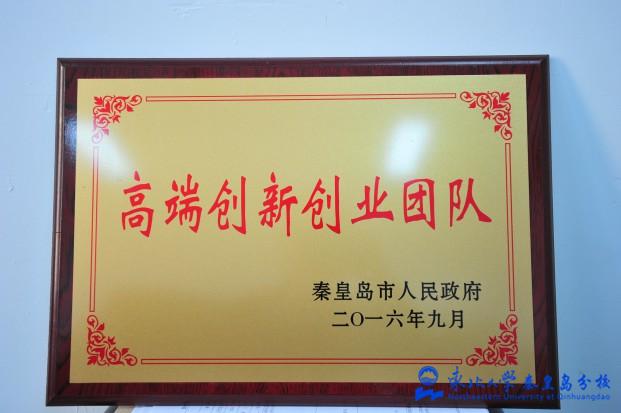 高端创新创业团队
秦皇岛市人民政府
二〇一六年九月
东北大学秦皇岛分校
Northeastern University at Qinhuangdao